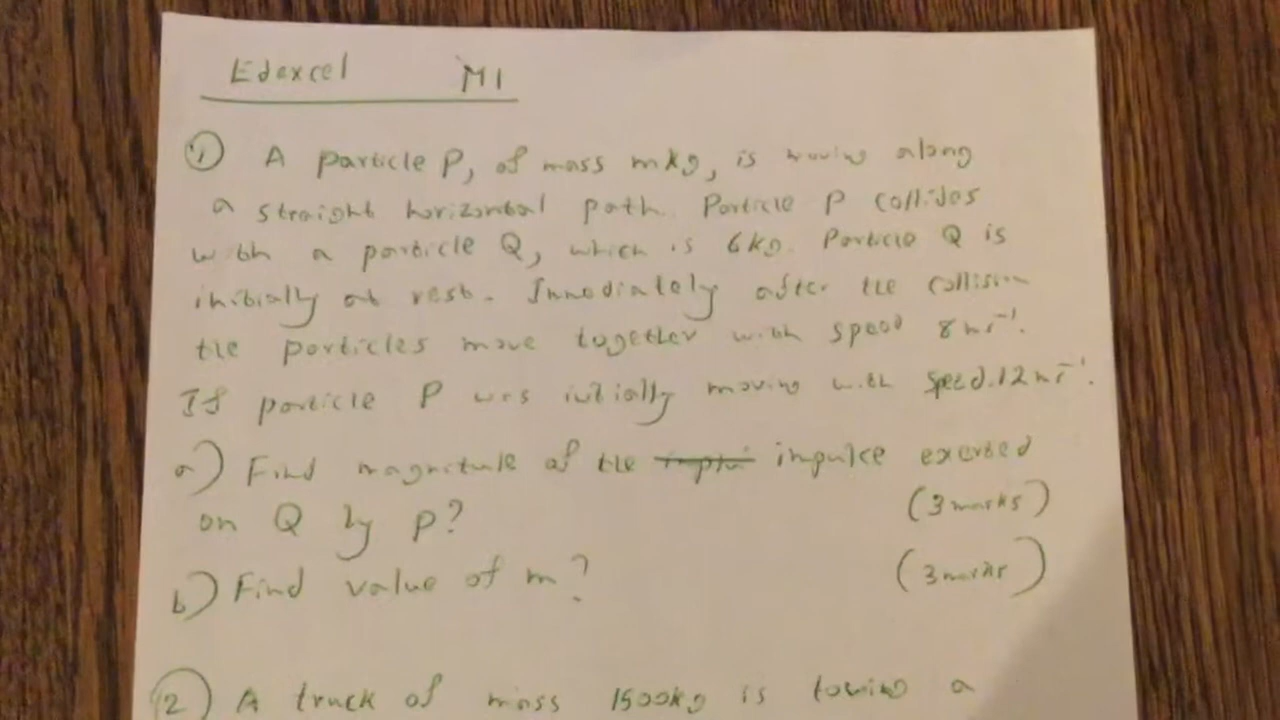 Edexcel M1
1) A particle P, of mass mkg, is moving along
a straight horizontal path. Particle P collides
with a particle Q, which is 6kg. Particle Q is
initially at rest. Immediately after the collision
the particles move together with speed 8ms⁻¹.
If particle P was initially moving with speed 12ms⁻¹.
a) Find magnitude of the impulse exerted
on Q by P? (3 marks)
b) Find value of m? (3 marks)
2) A truck of mass 1500kg is towing a